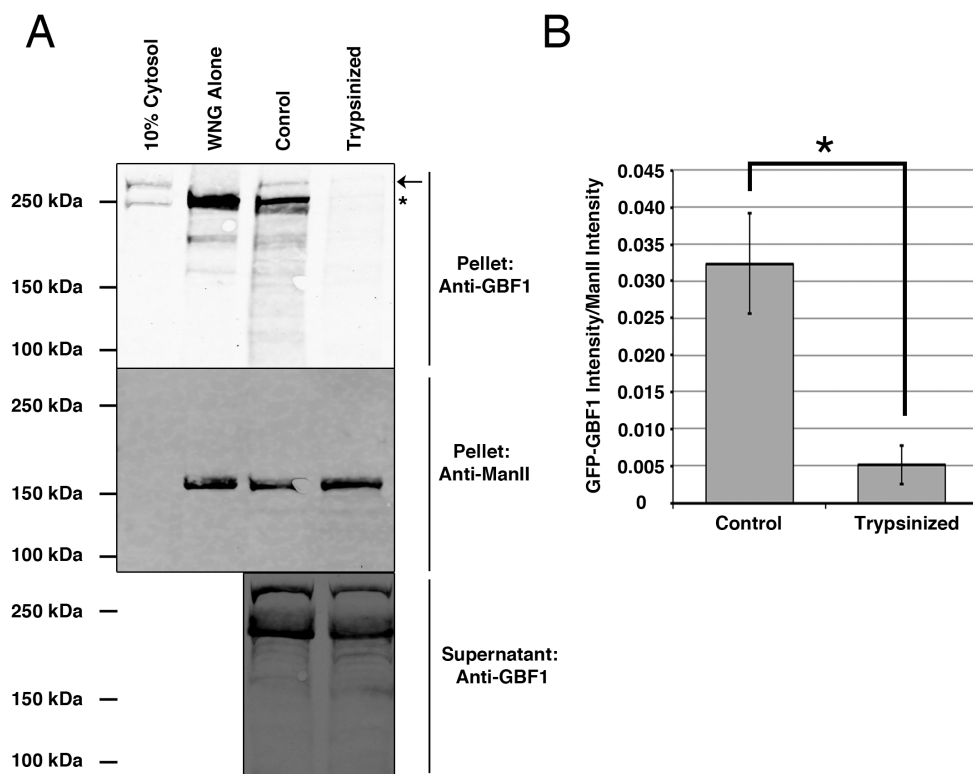 A
B
10% Cytosol
WNG Alone
Conrol
Trypsinized
250 kDa
*
150 kDa
100 kDa
Pellet:
Anti-GBF1
250 kDa
150 kDa
100 kDa
Pellet:
Anti-ManII
250 kDa
150 kDa
100 kDa
Supernatant:
Anti-GBF1
GFP-GBF1 Intensity/ManII Intensity
*
0.045
0.040
0.035
0.030
0.025
0.020
0.015
0.010
0.005
0
Control
Trypsinized